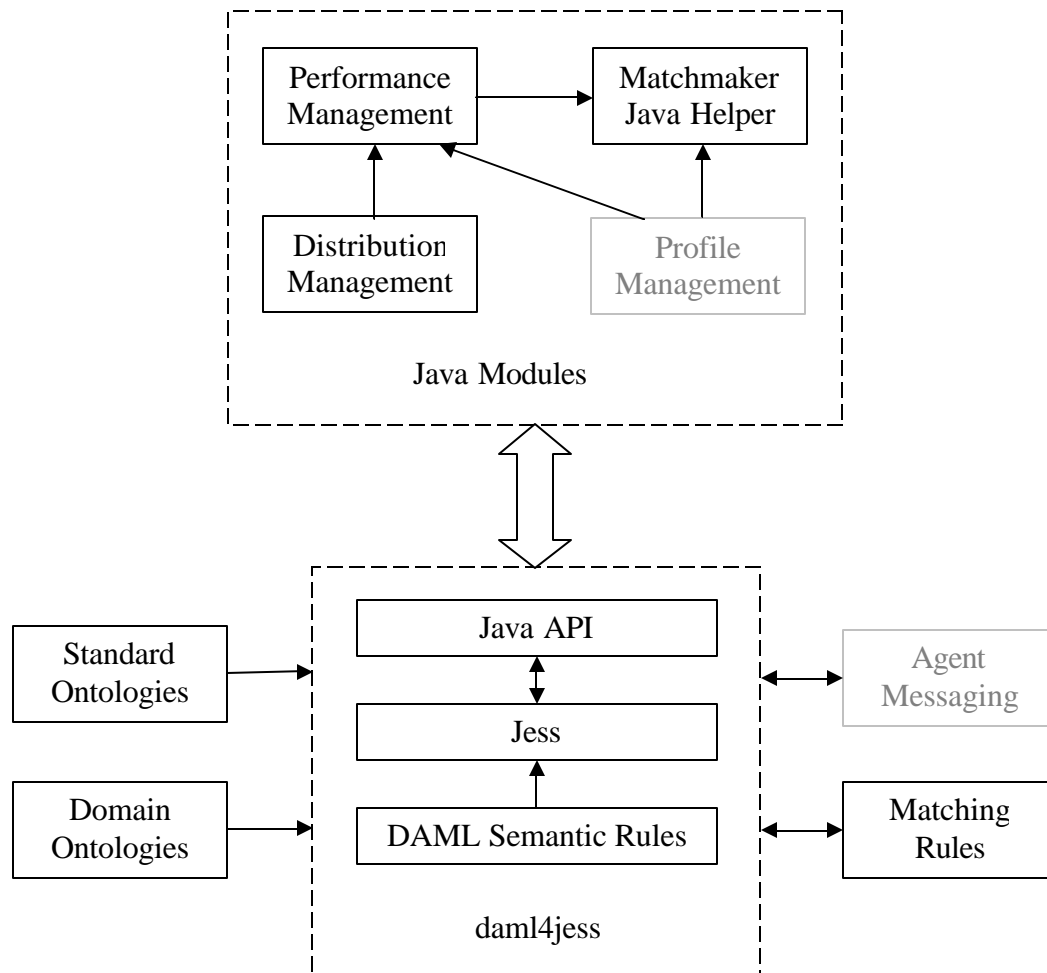 Performance
Management
Matchmaker
Java Helper
Distribution
Management
Profile
Management
Java Modules
Java API
Standard
Ontologies
Agent
Messaging
Jess
Domain
Ontologies
DAML Semantic Rules
Matching
Rules
daml4jess